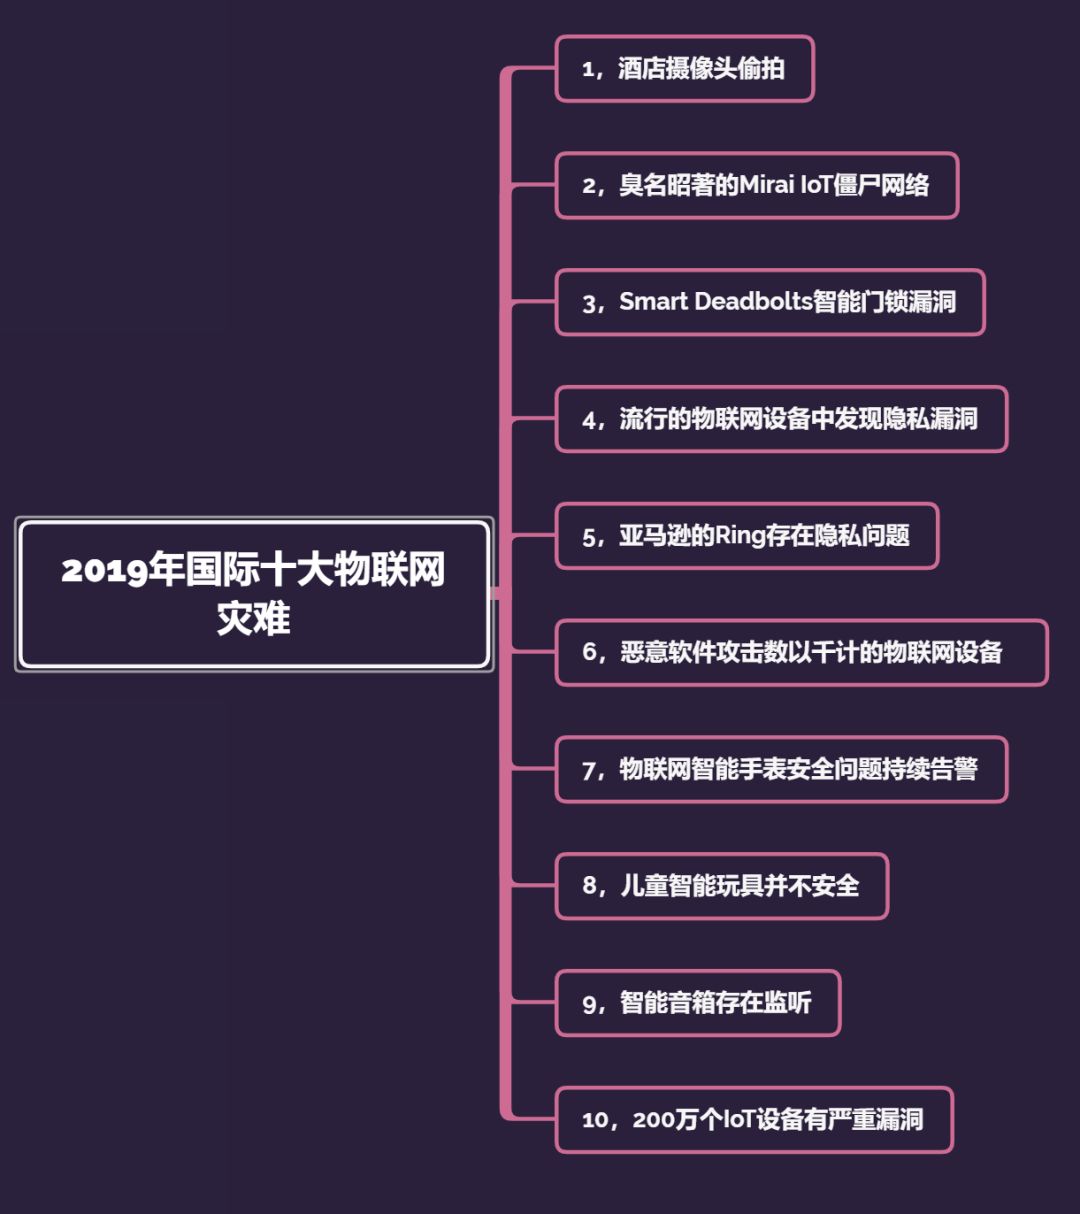 1，酒店摄像头偷拍
2，臭名昭著的Mirai IoT僵尸网络
3，Smart Deadbolts智能门锁漏洞
4，流行的物联网设备中发现隐私漏洞
5，亚马逊的Ring存在隐私问题
2019年国际十大物联网
灾难
6，恶意软件攻击数以千计的物联网设备
7，物联网智能手表安全问题持续告警
8，儿童智能玩具并不安全
9，智能音箱存在监听
10，200万个IoT设备有严重漏洞